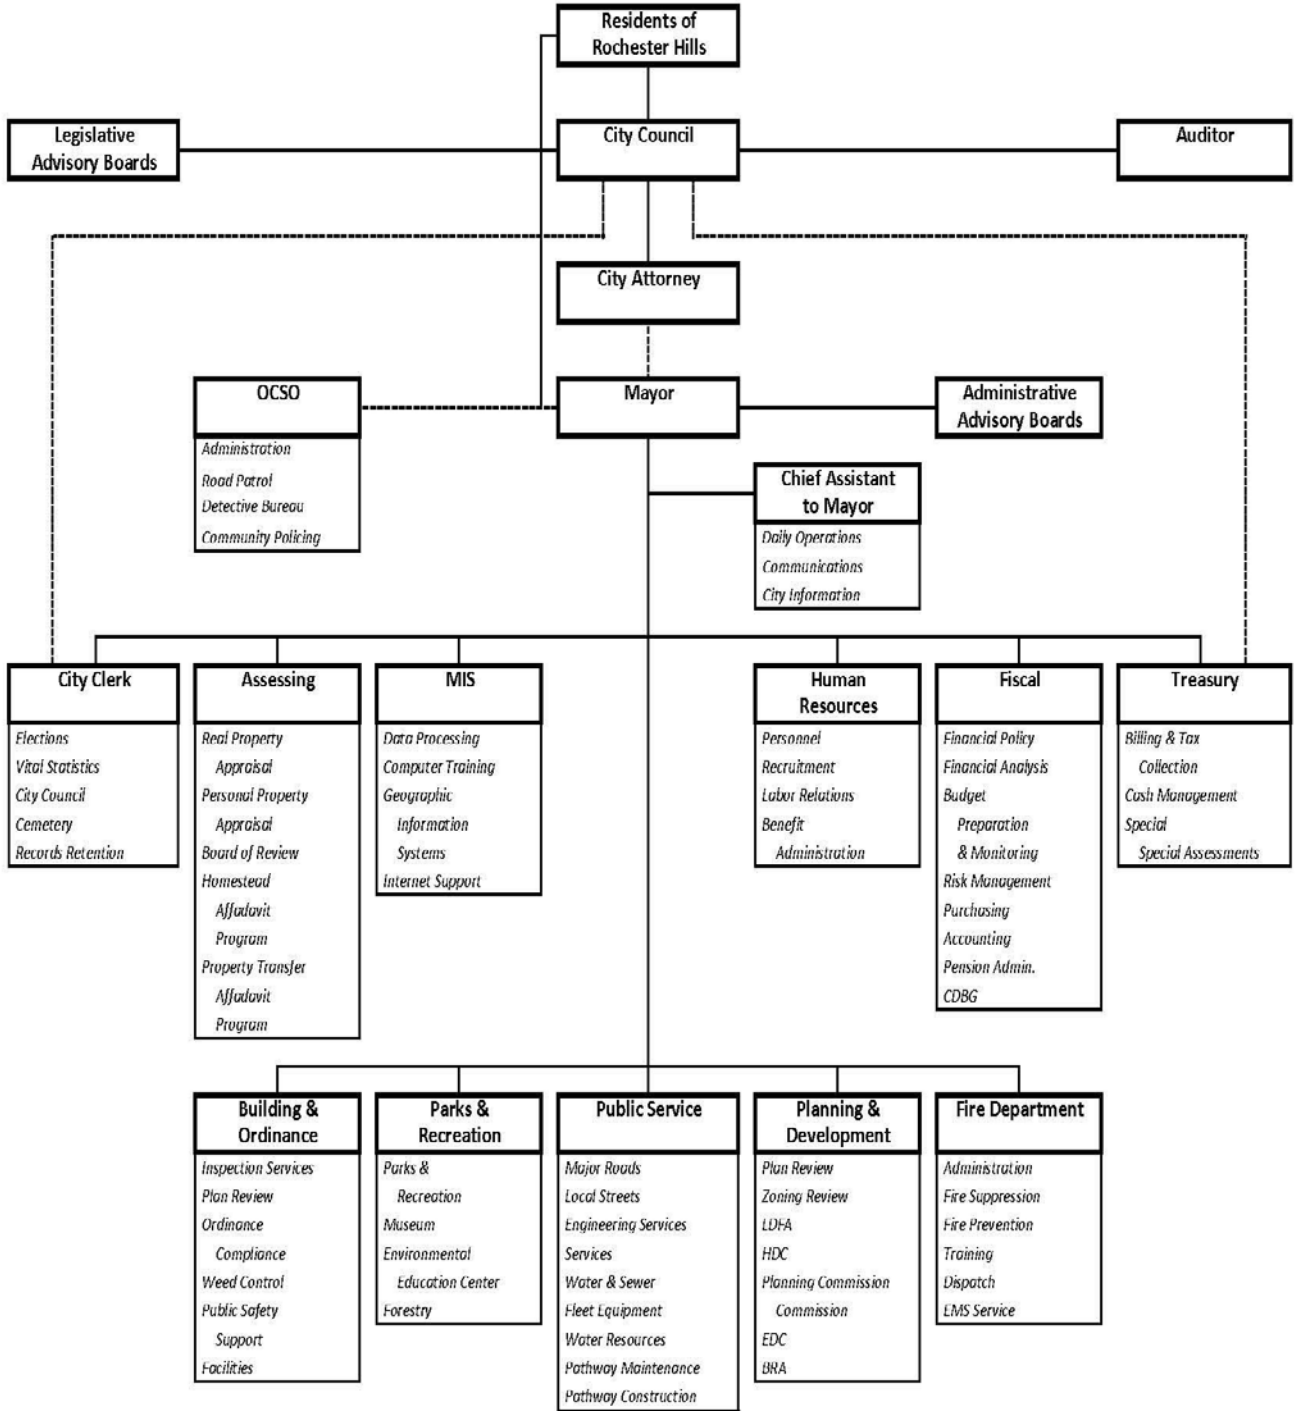 Residents of
Rochester Hills
Legislative
Advisory Boards
City Council
Auditor
City Attorney
OCSO
Administration
Road Patrol
Detective Bureau
Community Policing
Mayor
Administrative
Advisory Boards
Chief Assistant
to Mayor
Daily Operations
Communications
City Information
City Clerk
Elections
Vital Statistics
City Council
Cemetery
Records Retention
Assessing
Real Property
Appraisal
Personal Property
Appraisal
Board of Review
Homestead
Affadavit
Program
Property Transfer
Affadavit
Program
MIS
Data Processing
Computer Training
Geographic
Information
Systems
Internet Support
Human
Resources
Personnel
Recruitment
Labor Relations
Benefit
Administration
Fiscal
Financial Policy
Financial Analysis
Budget
Preparation
& Monitoring
Risk Management
Purchasing
Accounting
Pension Admin.
CDBG
Treasury
Billing & Tax
Collection
Cash Management
Special
Special Assessments
Building &
Ordinance
Inspection Services
Plan Review
Ordinance
Compliance
Weed Control
Public Safety
Support
Facilities
Parks &
Recreation
Parks &
Recreation
Museum
Environmental
Education Center
Forestry
Public Service
Major Roads
Local Streets
Engineering Services
Services
Water & Sewer
Fleet Equipment
Water Resources
Pathway Maintenance
Pathway Construction
Planning &
Development
Plan Review
Zoning Review
LDFA
HDC
Planning Commission
Commission
EDC
BRA
Fire Department
Administration
Fire Suppression
Fire Prevention
Training
Dispatch
EMS Service